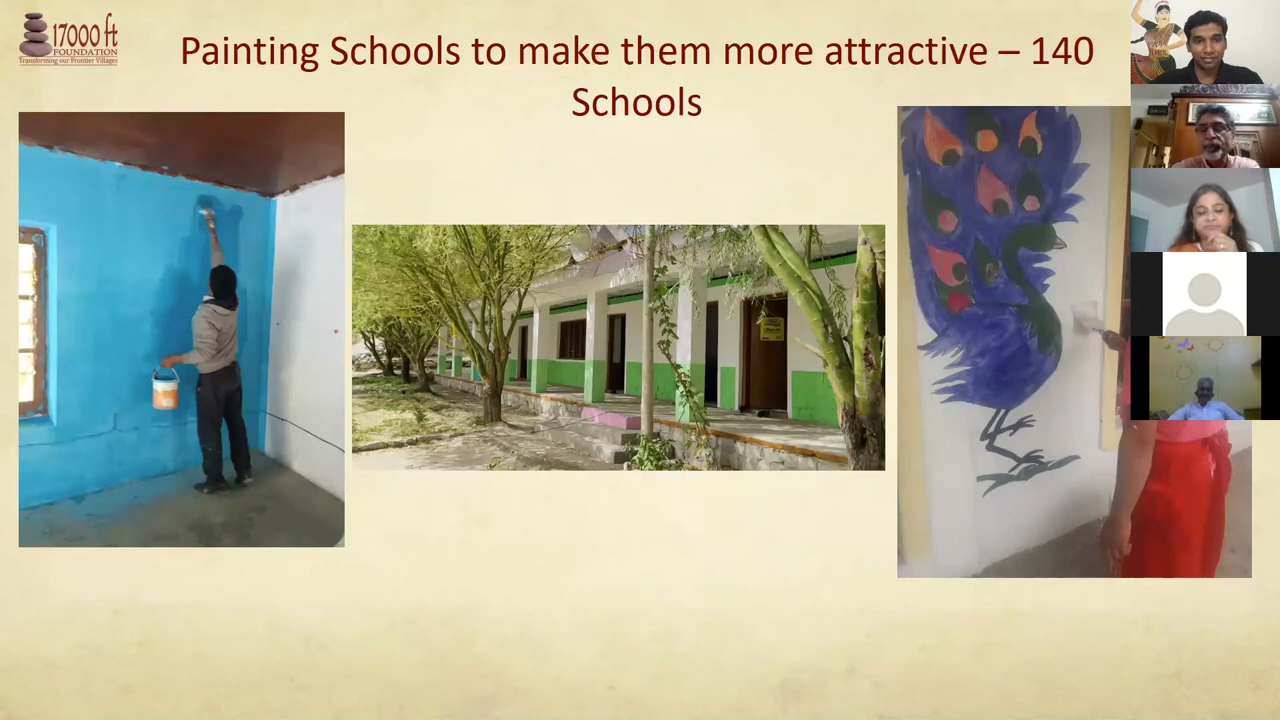 17000 ft
FOUNDATION
Transforming our Frontier Villages
Painting Schools to make them more attractive – 140
Schools